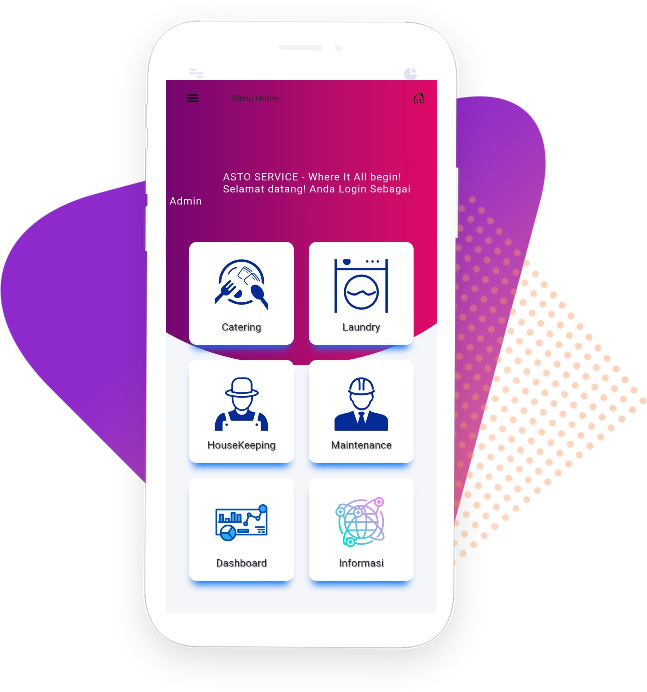 Menu Home
ASTO SERVICE - Where It All begin!
Selamat datang! Anda Login Sebagai
Admin
Catering
Laundry
HouseKeeping
Maintenance
Dashboard
Informasi